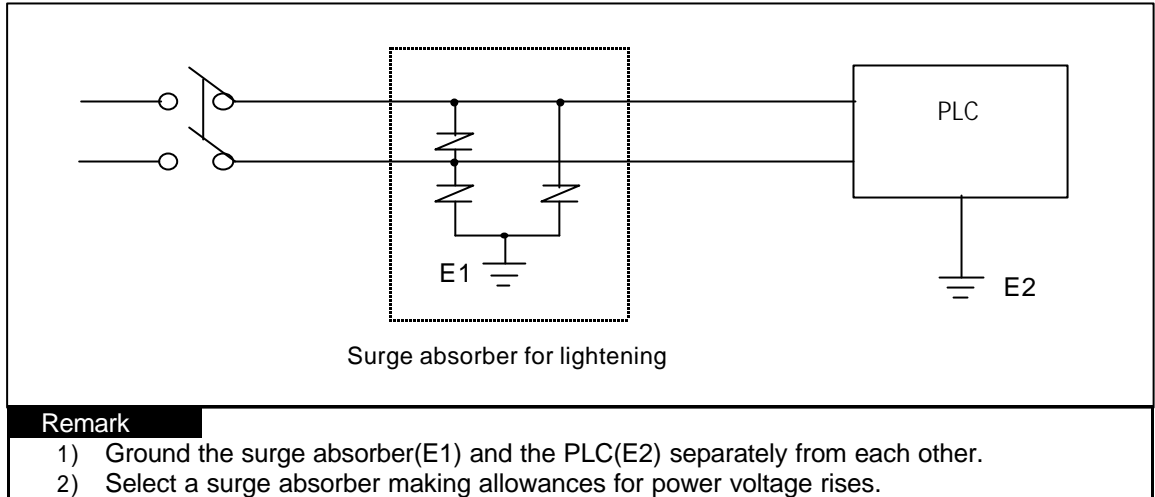 PLC
E1
E2
Surge absorber for lightening
Remark
1) Ground the surge absorber(E1) and the PLC(E2) separately from each other.
2) Select a surge absorber making allowances for power voltage rises.